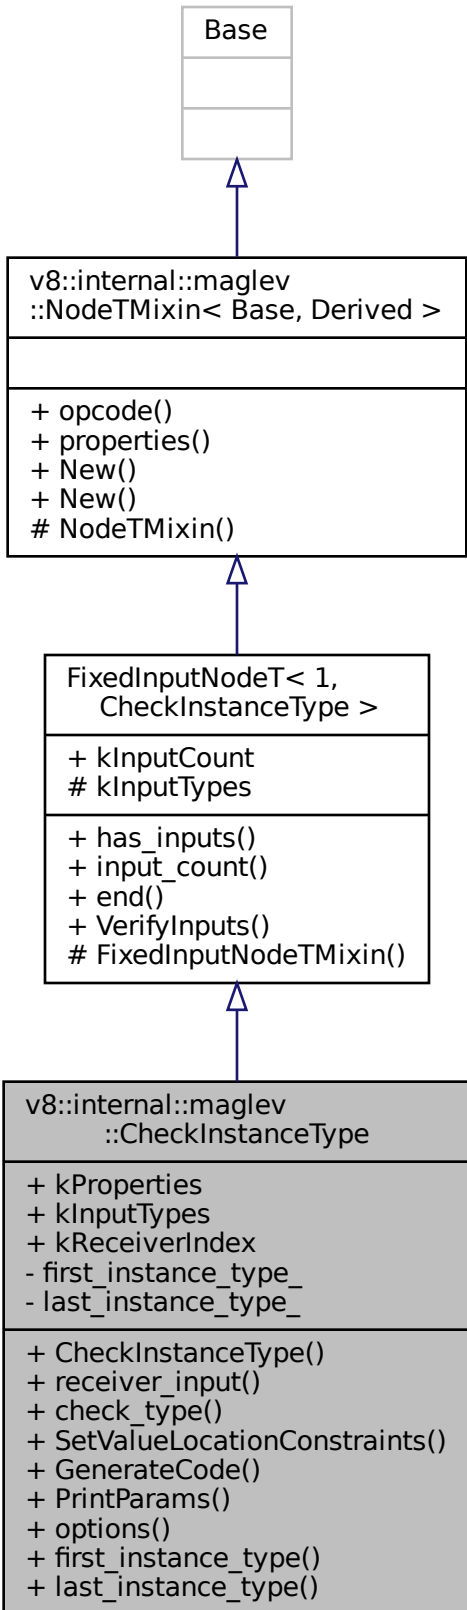 Base
v8::internal::maglev
::NodeTMixin< Base, Derived >
+ opcode()
+ properties()
+ New()
+ New()
# NodeTMixin()
FixedInputNodeT< 1,
CheckInstanceType >
+ kInputCount
# kInputTypes
+ has_inputs()
+ input_count()
+ end()
+ VerifyInputs()
# FixedInputNodeTMixin()
v8::internal::maglev
::CheckInstanceType
+ kProperties
+ kInputTypes
+ kReceiverIndex
- first_instance_type_
- last_instance_type_
+ CheckInstanceType()
+ receiver_input()
+ check_type()
+ SetValueLocationConstraints()
+ GenerateCode()
+ PrintParams()
+ options()
+ first_instance_type()
+ last_instance_type()